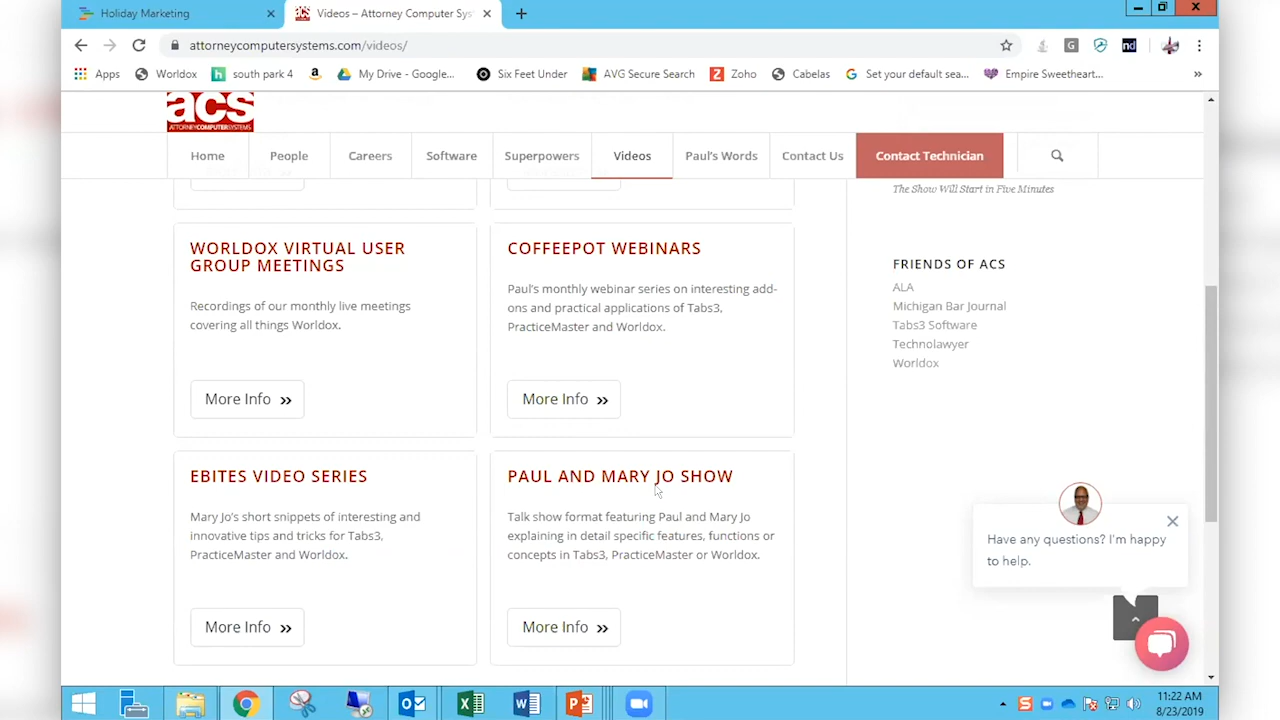 Holiday Marketing
Videos – Attorney Computer Sys
attorneycomputersystems.com/videos/
G
nd
Apps
Worldox
south park 4
My Drive - Google...
Six Feet Under
AVG Secure Search
Zoho
Cabelas
Set your default sea...
Empire Sweetheart...
acs
ATTORNEYCOMPUTERSYSTEMS
Home
People
Careers
Software
Superpowers
Videos
Paul's Words
Contact Us
Contact Technician
The Show Will Start in Five Minutes
WORLDOX VIRTUAL USER
GROUP MEETINGS
Recordings of our monthly live meetings
covering all things Worldox.
More Info »
COFFEEPOT WEBINARS
Paul's monthly webinar series on interesting add-
ons and practical applications of Tabs3,
PracticeMaster and Worldox.
More Info »
FRIENDS OF ACS
ALA
Michigan Bar Journal
Tabs3 Software
Technolawyer
Worldox
EBITES VIDEO SERIES
Mary Jo's short snippets of interesting and
innovative tips and tricks for Tabs3,
PracticeMaster and Worldox.
More Info »
PAUL AND MARY JO SHOW
Talk show format featuring Paul and Mary Jo
explaining in detail specific features, functions or
concepts in Tabs3, PracticeMaster or Worldox.
More Info »
Have any questions? I'm happy
to help.
11:22 AM
8/23/2019